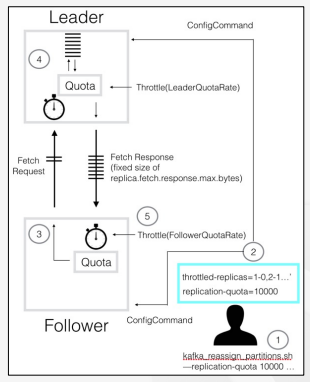 Leader
ConfigCommand
4
Quota
Throttle(LeaderQuotaRate)
Fetch
Request
Fetch Response
(fixed size of
replica.fetch.response.max.bytes)
3
5
Throttle(FollowerQuotaRate)
Quota
2
throttled-replicas=1-0,2-1...'
replication-quota=10000
Follower
ConfigCommand
1
kafka_reassign_partitions.sh
—replication-quota 10000 ...